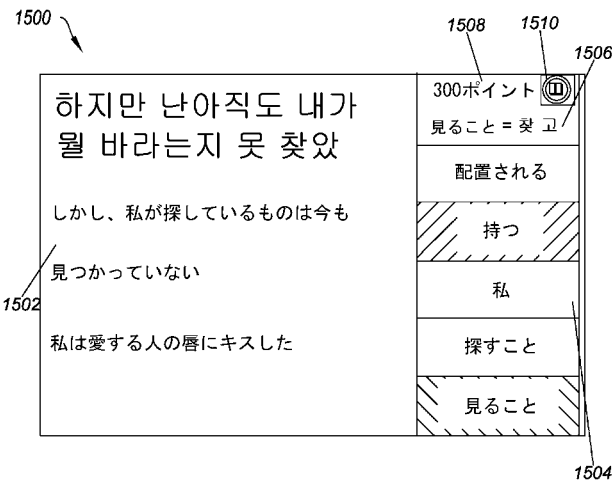 1500
1508
1510
1506
하지만 난아직도 내가
뭘 바라는지 못 찾았
300ポイント
見ること = 찾 고
配置される
しかし、私が探しているものは今も
持つ
見つかっていない
1502
私
私は愛する人の唇にキスした
探すこと
見ること
1504